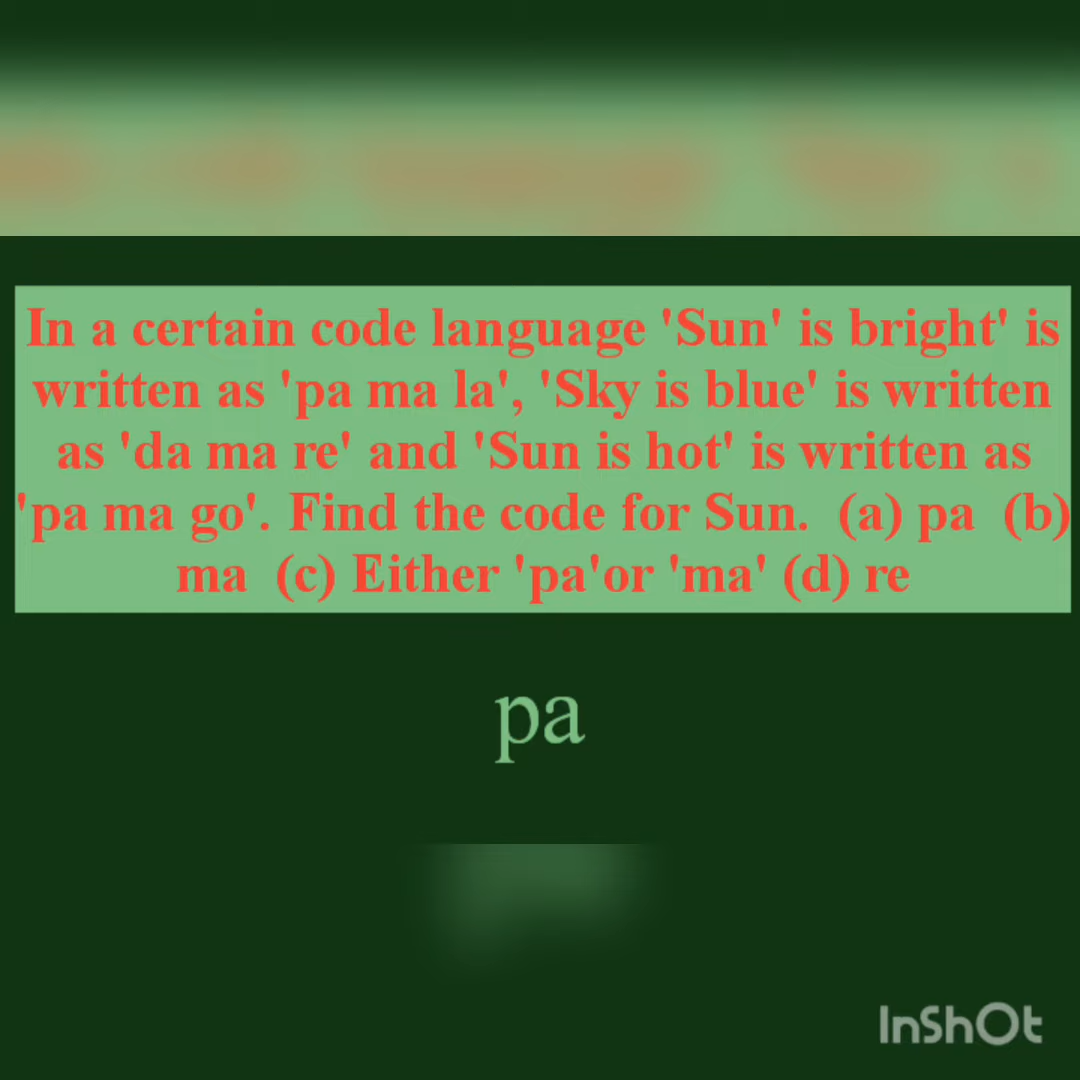 In a certain code language 'Sun' is bright' is
written as 'pa ma la', 'Sky is blue' is written
as 'da ma re' and 'Sun is hot' is written as
'pa ma go'. Find the code for Sun.  (a) pa  (b)
ma  (c) Either 'pa'or 'ma' (d) re
pa
InShOt